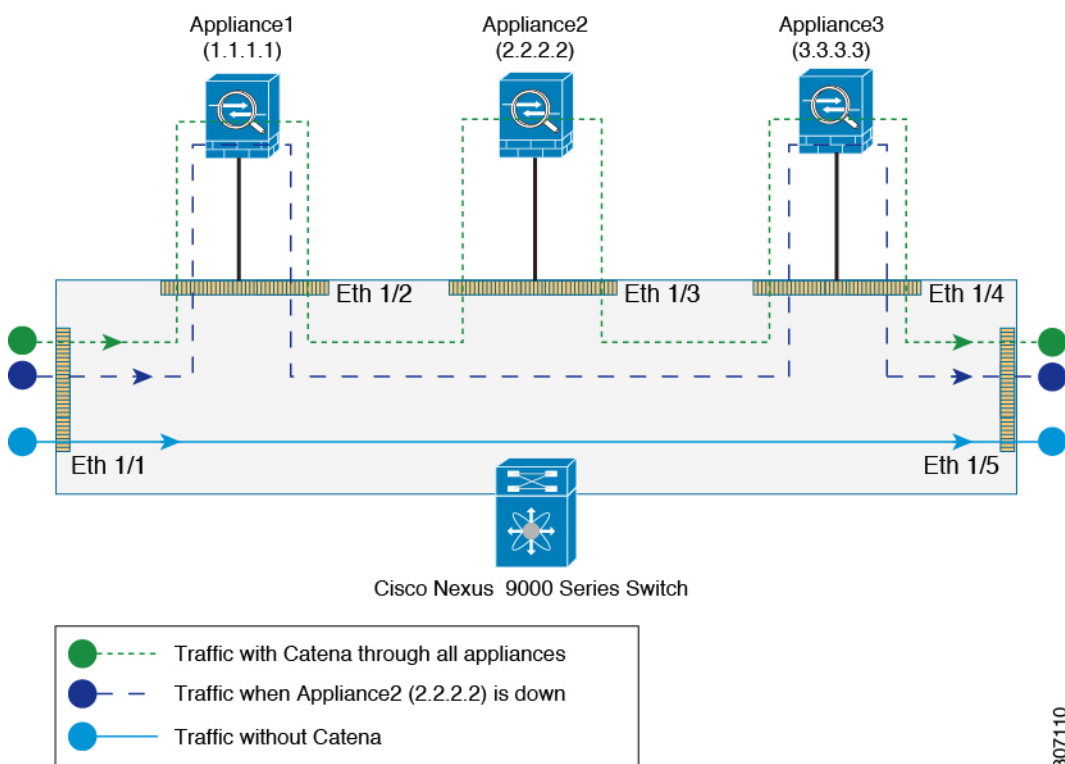 Appliance1
(1.1.1.1)
Appliance2
(2.2.2.2)
Appliance3
(3.3.3.3)
Eth 1/2
Eth 1/3
Eth 1/4
Eth 1/1
Eth 1/5
Cisco Nexus 9000 Series Switch
Traffic with Catena through all appliances
Traffic when Appliance2 (2.2.2.2) is down
Traffic without Catena
307110